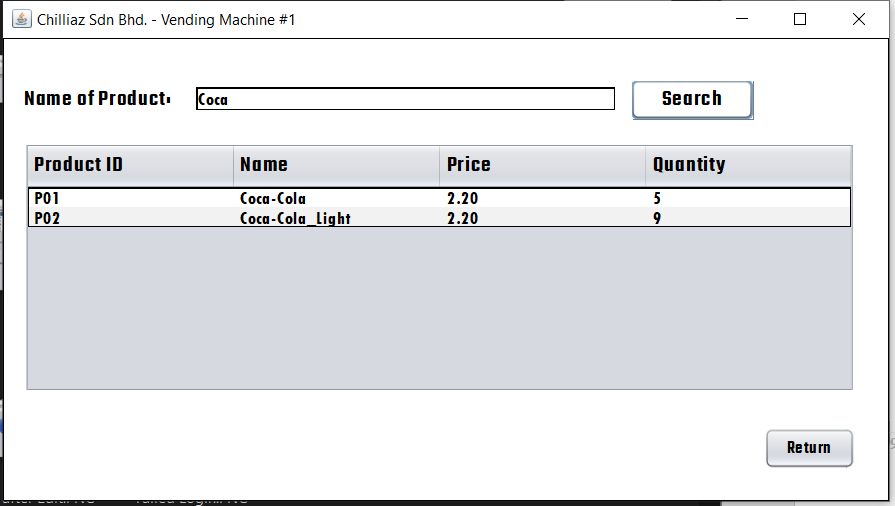 Chilliaz Sdn Bhd. - Vending Machine #1
Name of Product: Coca Search
Product ID Name Price Quantity
P01 Coca-Cola 2.20 5
P02 Coca-Cola_Light 2.20 9
Return